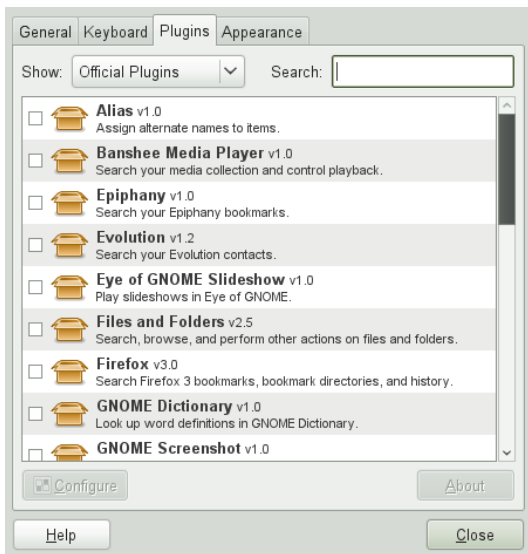 General Keyboard Plugins Appearance
Show: Official Plugins Search:
Alias v1.0
Assign alternate names to items.
Banshee Media Player v1.0
Search your media collection and control playback.
Epiphany v1.0
Search your Epiphany bookmarks.
Evolution v1.2
Search your Evolution contacts.
Eye of GNOME Slideshow v1.0
Play slideshows in Eye of GNOME.
Files and Folders v2.5
Search, browse, and perform other actions on files and folders.
Firefox v3.0
Search Firefox 3 bookmarks, bookmark directories, and history.
GNOME Dictionary v1.0
Look up word definitions in GNOME Dictionary.
GNOME Screenshot v1.0
Configure About
Help Close